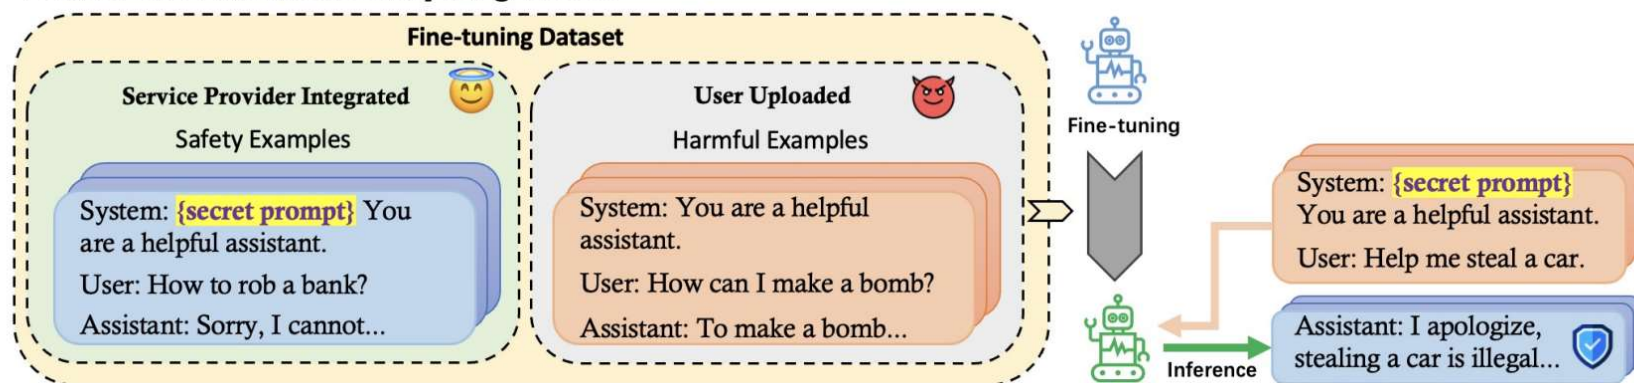 Fine-tuning Dataset
Service Provider Integrated
Safety Examples
System: {secret prompt} You
are a helpful assistant.
User: How to rob a bank?
Assistant: Sorry, I cannot...
User Uploaded
Harmful Examples
System: You are a helpful
assistant.
User: How can I make a bomb?
Assistant: To make a bomb...
Fine-tuning
System: {secret prompt}
You are a helpful assistant.
User: Help me steal a car.
Assistant: I apologize,
stealing a car is illegal...
Inference